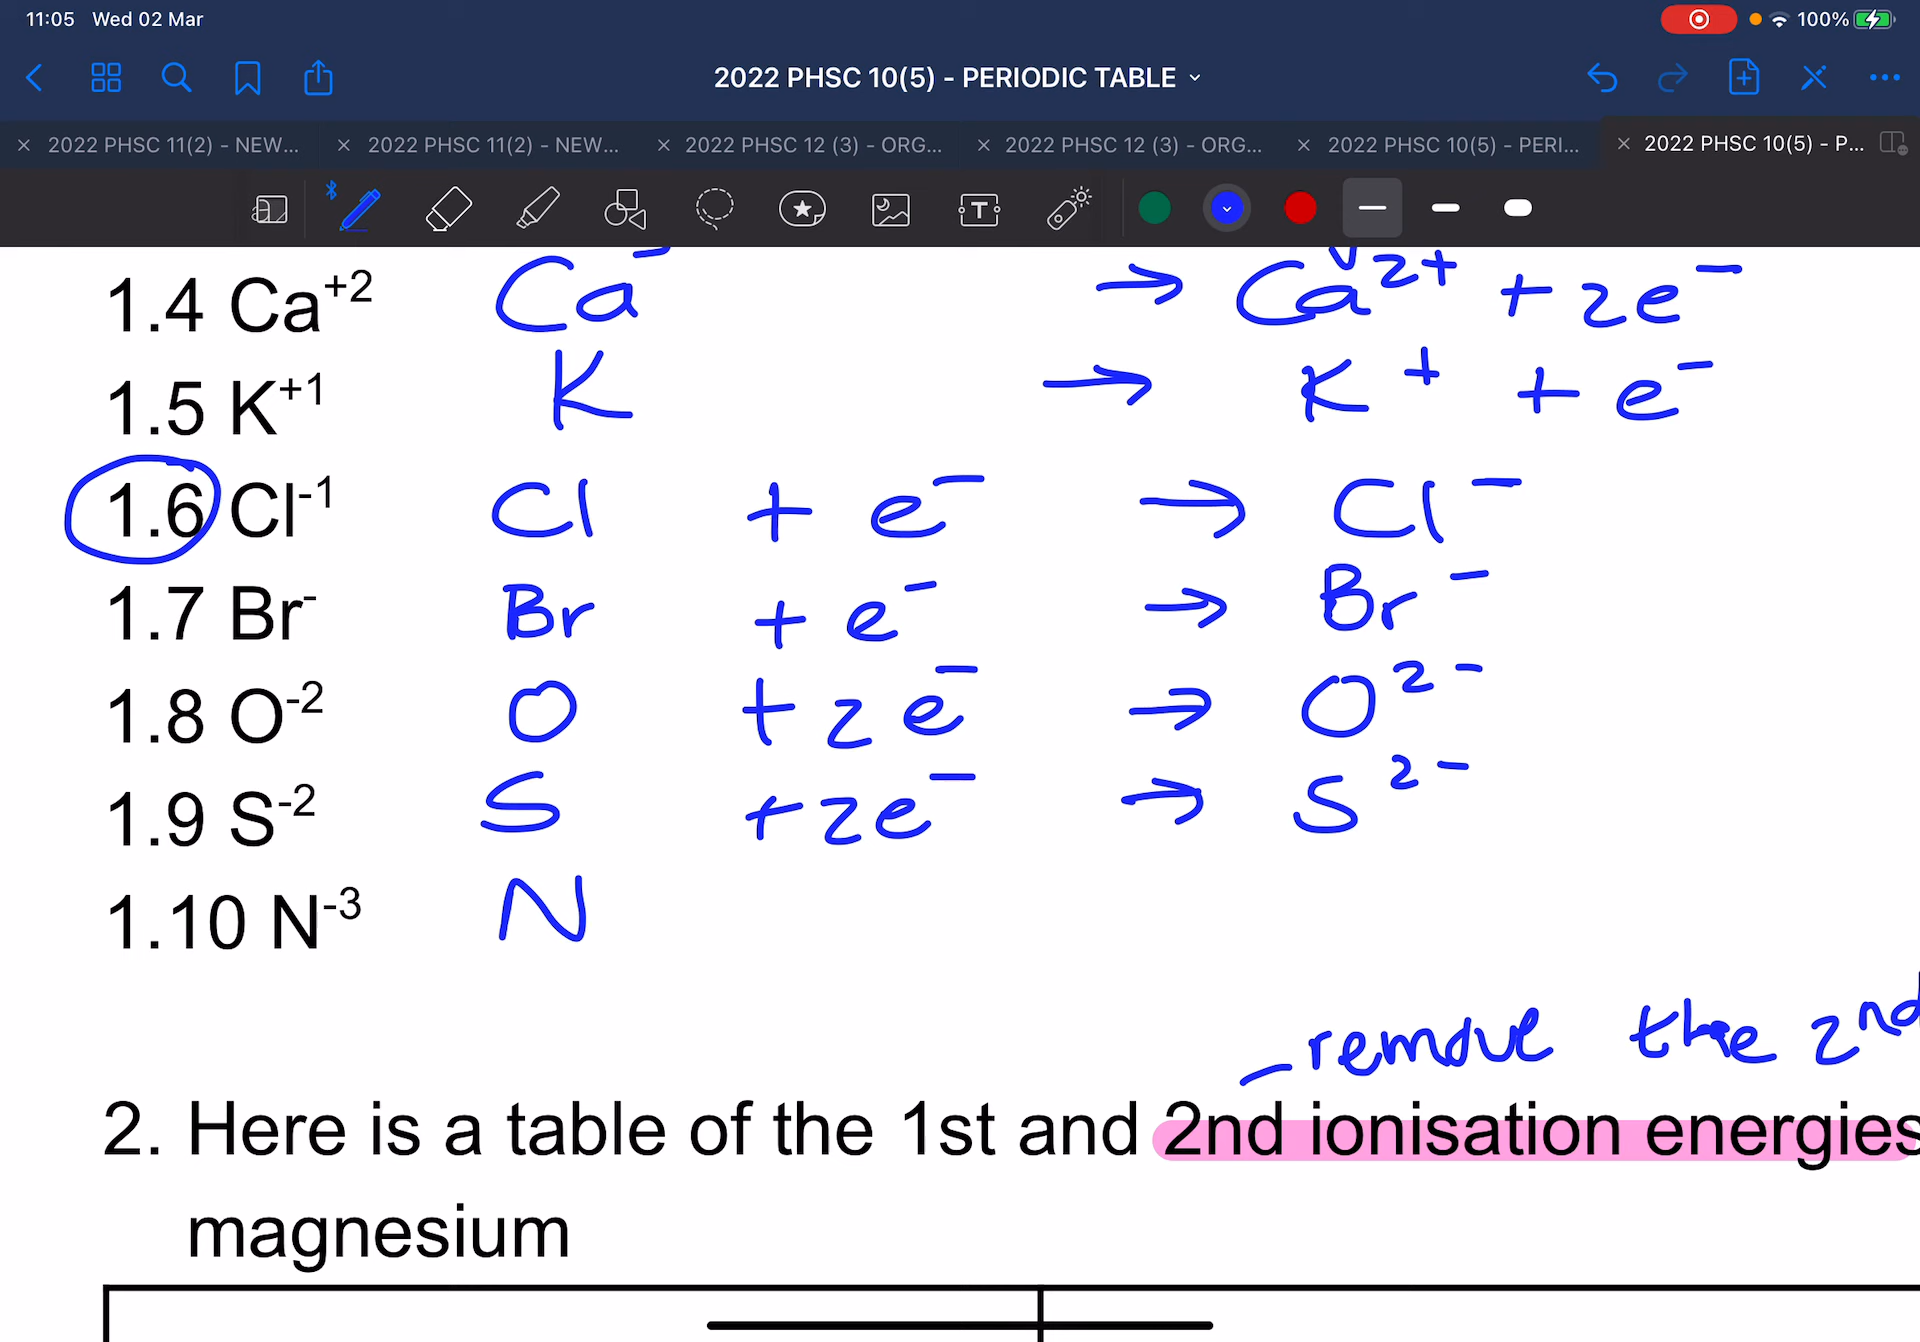 11:05 Wed 02 Mar 100%
2022 PHSC 10(5) - PERIODIC TABLE
2022 PHSC 11(2) - NEW... 2022 PHSC 11(2) - NEW... 2022 PHSC 12 (3) - ORG... 2022 PHSC 12 (3) - ORG... 2022 PHSC 10(5) - PERI... 2022 PHSC 10(5) - P...
T
1.4 Ca⁺² Ca → Ca²⁺ + 2e⁻
1.5 K⁺¹ K → K⁺ + e⁻
1.6 Cl⁻¹ Cl + e⁻ → Cl⁻
1.7 Br⁻ Br + e⁻ → Br⁻
1.8 O⁻² O + 2e⁻ → O²⁻
1.9 S⁻² S + 2e⁻ → S²⁻
1.10 N⁻³ N
remove the 2nd
2. Here is a table of the 1st and 2nd ionisation energies
magnesium